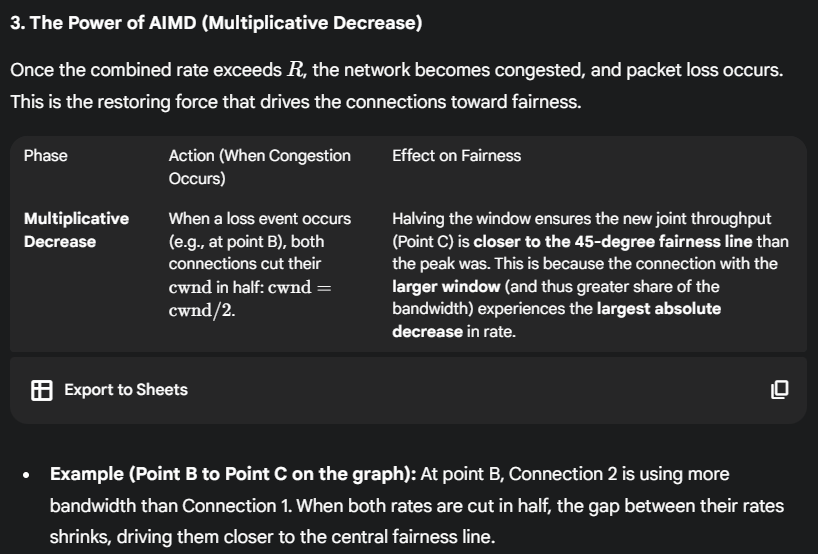 3. The Power of AIMD (Multiplicative Decrease)
Once the combined rate exceeds R, the network becomes congested, and packet loss occurs.
This is the restoring force that drives the connections toward fairness.
Phase
Action (When Congestion
Occurs)
Effect on Fairness
Multiplicative
Decrease
When a loss event occurs
(e.g., at point B), both
connections cut their
cwnd in half: cwnd =
cwnd/2.
Halving the window ensures the new joint throughput
(Point C) is closer to the 45-degree fairness line than
the peak was. This is because the connection with the
larger window (and thus greater share of the
bandwidth) experiences the largest absolute
decrease in rate.
Export to Sheets
• Example (Point B to Point C on the graph): At point B, Connection 2 is using more
bandwidth than Connection 1. When both rates are cut in half, the gap between their rates
shrinks, driving them closer to the central fairness line.